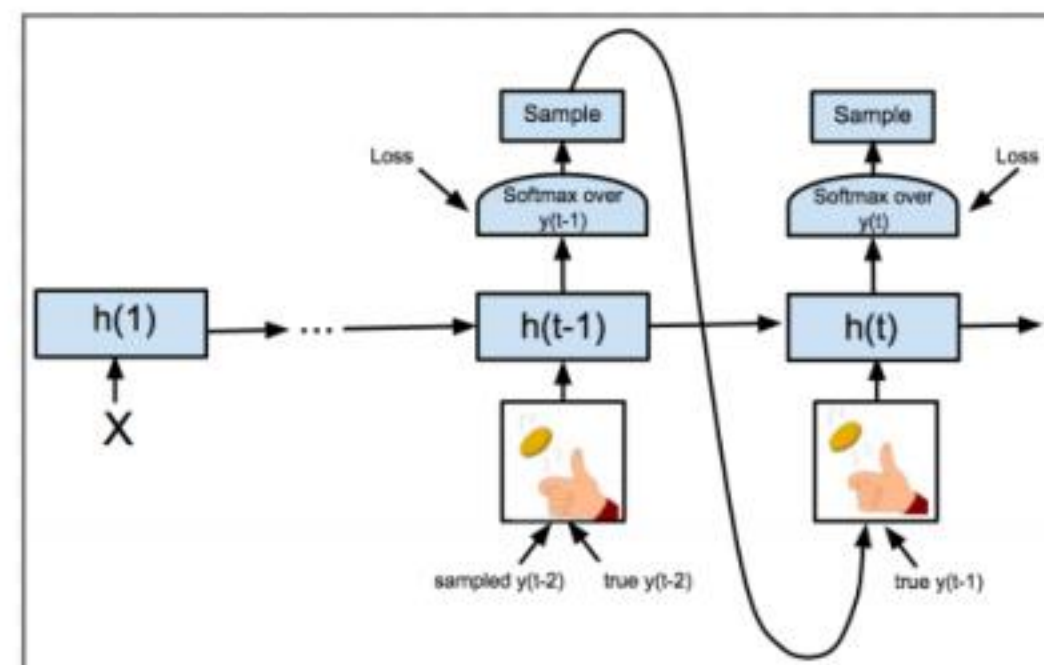 Sample
Sample
Loss
Softmax over
y(t-1)
Softmax over
y(t)
Loss
h(1)
...
h(t-1)
h(t)
X
sampled y(t-2)
true y(t-2)
true y(t-1)